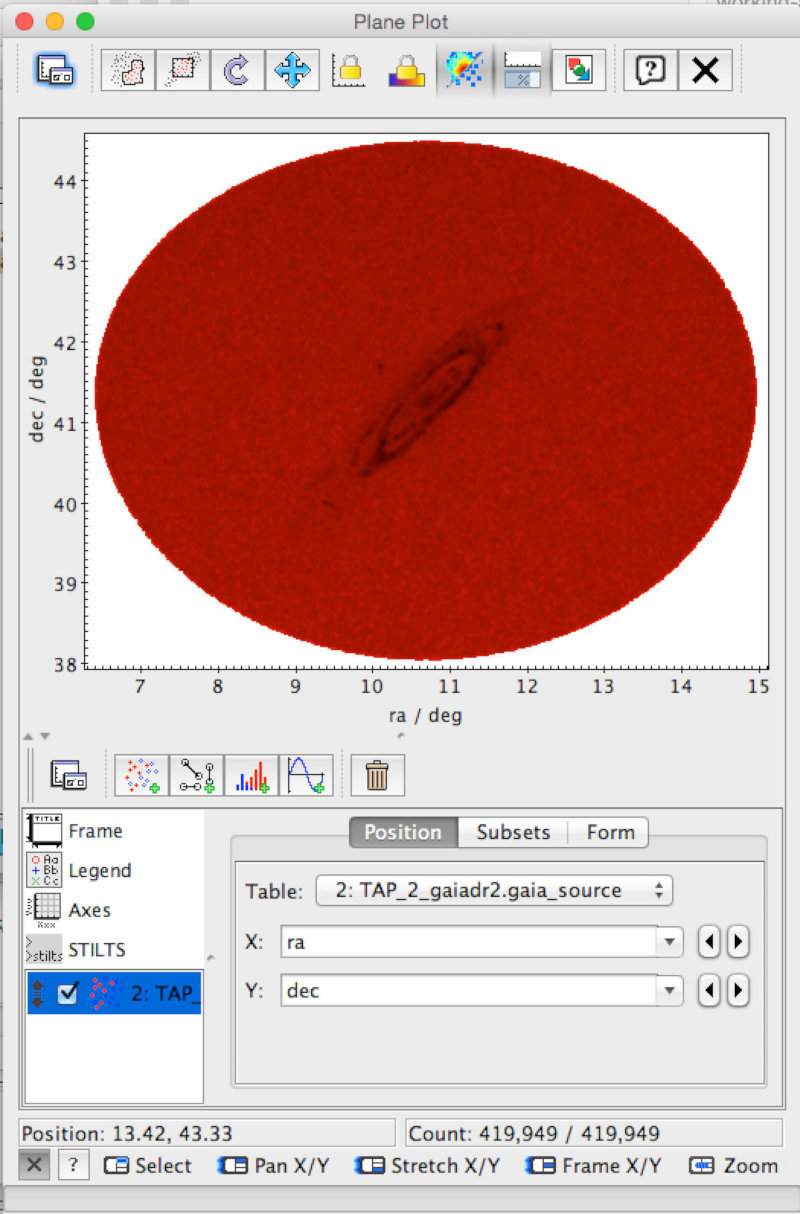 Plane Plot
44
43
42
41
40
39
38
dec / deg
7 8 9 10 11 12 13 14 15
ra / deg
TITLE
Frame
Position Subsets Form
Aa
Bb
Cc
Legend
Table: 2: TAP_2_gaiadr2.gaia_source
Axes
X: ra
>stilts STILTS
Y: dec
2: TAP_
Position: 13.42, 43.33 Count: 419,949 / 419,949
? Select Pan X/Y Stretch X/Y Frame X/Y Zoom